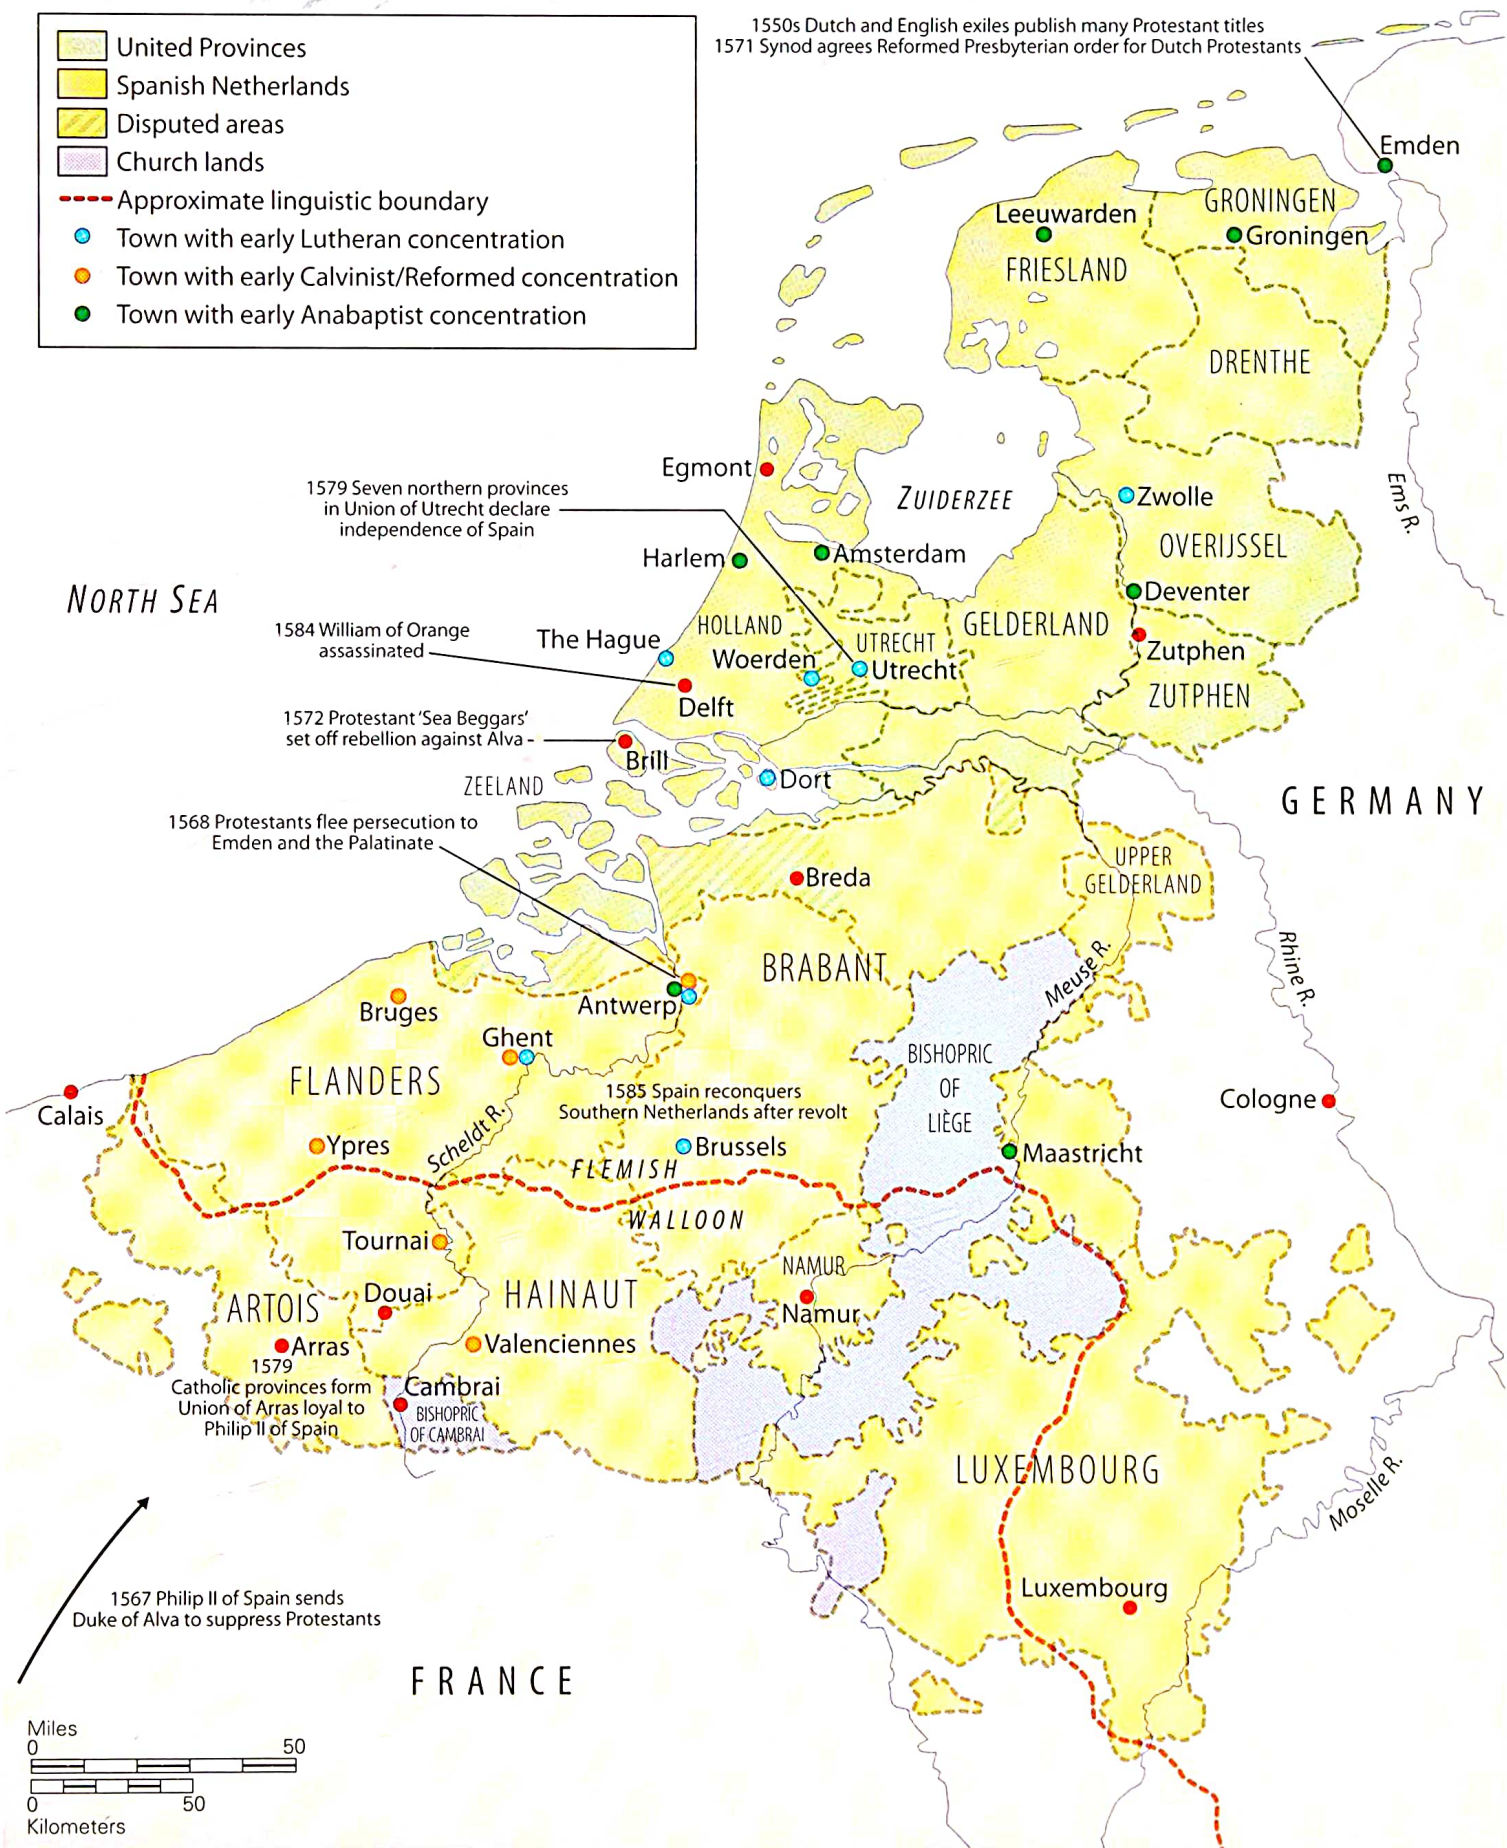 1550s Dutch and English exiles publish many Protestant titles
1571 Synod agrees Reformed Presbyterian order for Dutch Protestants
United Provinces
Spanish Netherlands
Disputed areas
Church lands
Approximate linguistic boundary
Town with early Lutheran concentration
Town with early Calvinist/Reformed concentration
Town with early Anabaptist concentration
Emden
GRONINGEN
Leeuwarden
Groningen
FRIESLAND
DRENTHE
Egmont
ZUIDERZEE
Zwolle
Ems R.
1579 Seven northern provinces
in Union of Utrecht declare
independence of Spain
Harlem
Amsterdam
OVERIJSSEL
Deventer
NORTH SEA
HOLLAND
GELDERLAND
1584 William of Orange
assassinated
The Hague
UTRECHT
Woerden
Utrecht
Zutphen
ZUTPHEN
Delft
1572 Protestant 'Sea Beggars'
set off rebellion against Alva
Brill
ZEELAND
Dort
GERMANY
1568 Protestants flee persecution to
Emden and the Palatinate
Breda
UPPER
GELDERLAND
BRABANT
Meuse R.
Rhine R.
Bruges
Antwerp
Ghent
FLANDERS
BISHOPRIC
OF
LIÈGE
1585 Spain reconquers
Southern Netherlands after revolt
Calais
Cologne
Ypres
Scheldt R.
Brussels
Maastricht
FLEMISH
WALLOON
Tournai
NAMUR
Douai
HAINAUT
ARTOIS
Namur
Arras
Valenciennes
1579
Catholic provinces form
Union of Arras loyal to
Philip II of Spain
Cambrai
BISHOPRIC
OF CAMBRAI
LUXEMBOURG
Moselle R.
Luxembourg
1567 Philip II of Spain sends
Duke of Alva to suppress Protestants
FRANCE
Miles
0 50
0 50
Kilometers